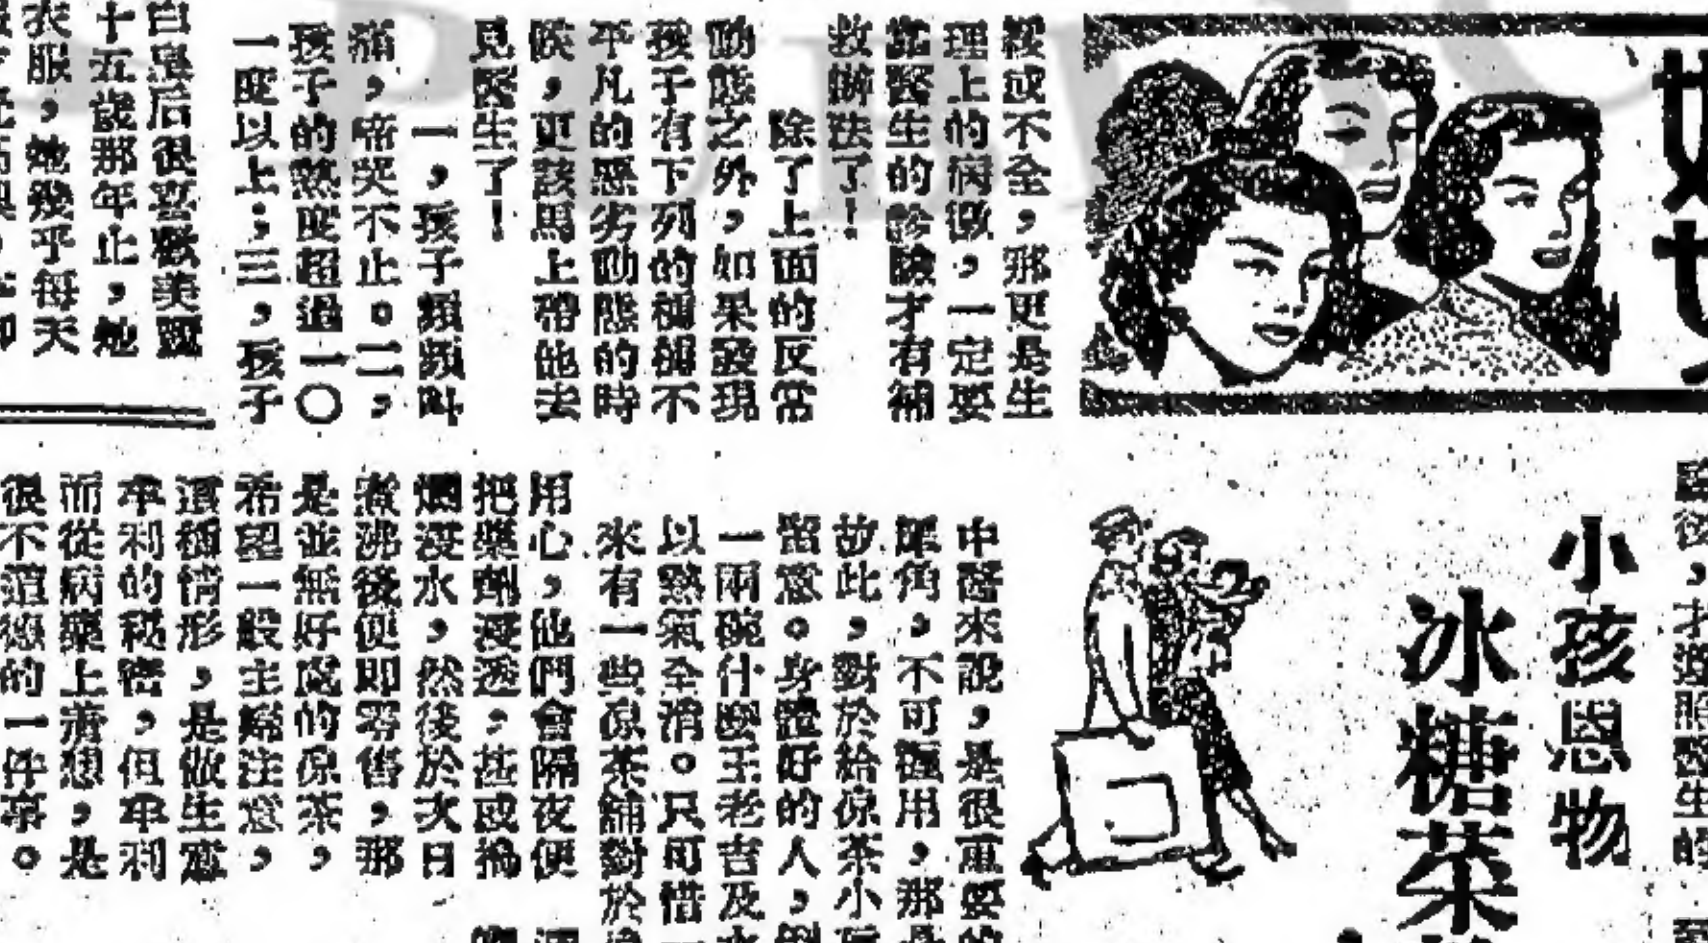 小孩恩物
冰糖茶
綏或不全,那更是生
理上的病徵,一定要
醫生的診驗才有補
救辦法了!
除了上面的反常
動態之外,如果發現
孩子有下列的種種不
平凡的惡劣動態的時
候,更該馬上帶他去
見醫生了!
一,孩子頻頻叫
痛,啼哭不止。二,
孩子的熱度超過一〇
一度以上;三,孩子
后很喜歡美麗
十五歲那年止,她
衣服,她幾乎每天
中醫來說,是很重要
犀角,不可擅用,那
故此,對於給涼茶小
留意。身體好的人,
一兩碗什麼王老吉及
以熱氣全消。只可惜
來有一些涼茶舖對於
用心,他們會隔夜便
把藥劑浸透,甚或搗
爛浸水,然後於次日
煮沸後便即零售,那
是並無好處的涼茶,
希望一般主婦注意,
這種情形,是做生意
牟利的秘密,但牟利
而從病藥上着想,是
很不道德的一件事。